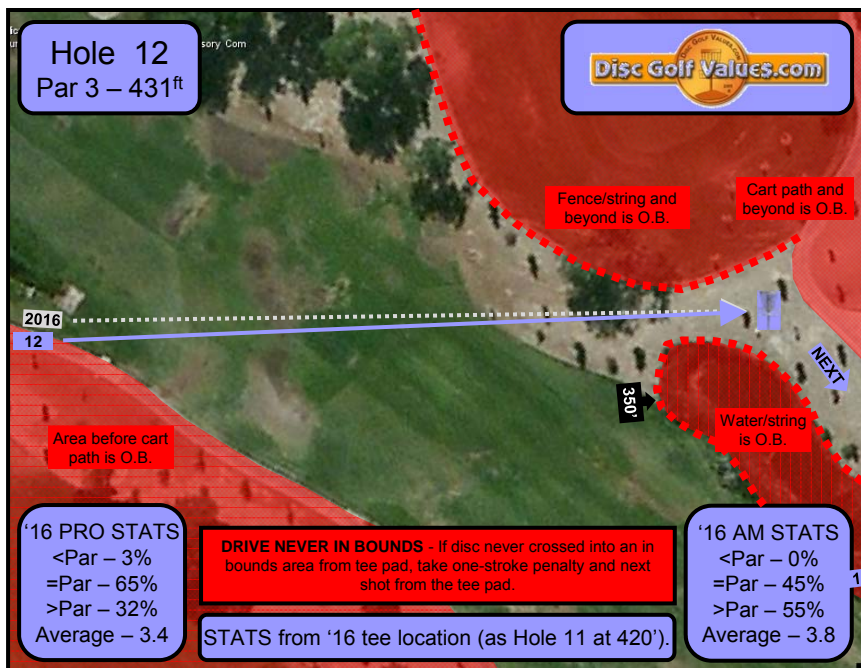 sory Com
Hole 12
Par 3 – 431ft
Disc Golf Values.com
Fence/string and
beyond is O.B.
Cart path and
beyond is O.B.
2016
12
NEXT
350'
Area before cart
path is O.B.
Water/string
is O.B.
'16 PRO STATS
<Par – 3%
=Par – 65%
>Par – 32%
Average – 3.4
DRIVE NEVER IN BOUNDS - If disc never crossed into an in
bounds area from tee pad, take one-stroke penalty and next
shot from the tee pad.
STATS from '16 tee location (as Hole 11 at 420').
'16 AM STATS
<Par – 0%
=Par – 45%
>Par – 55%
Average – 3.8
1